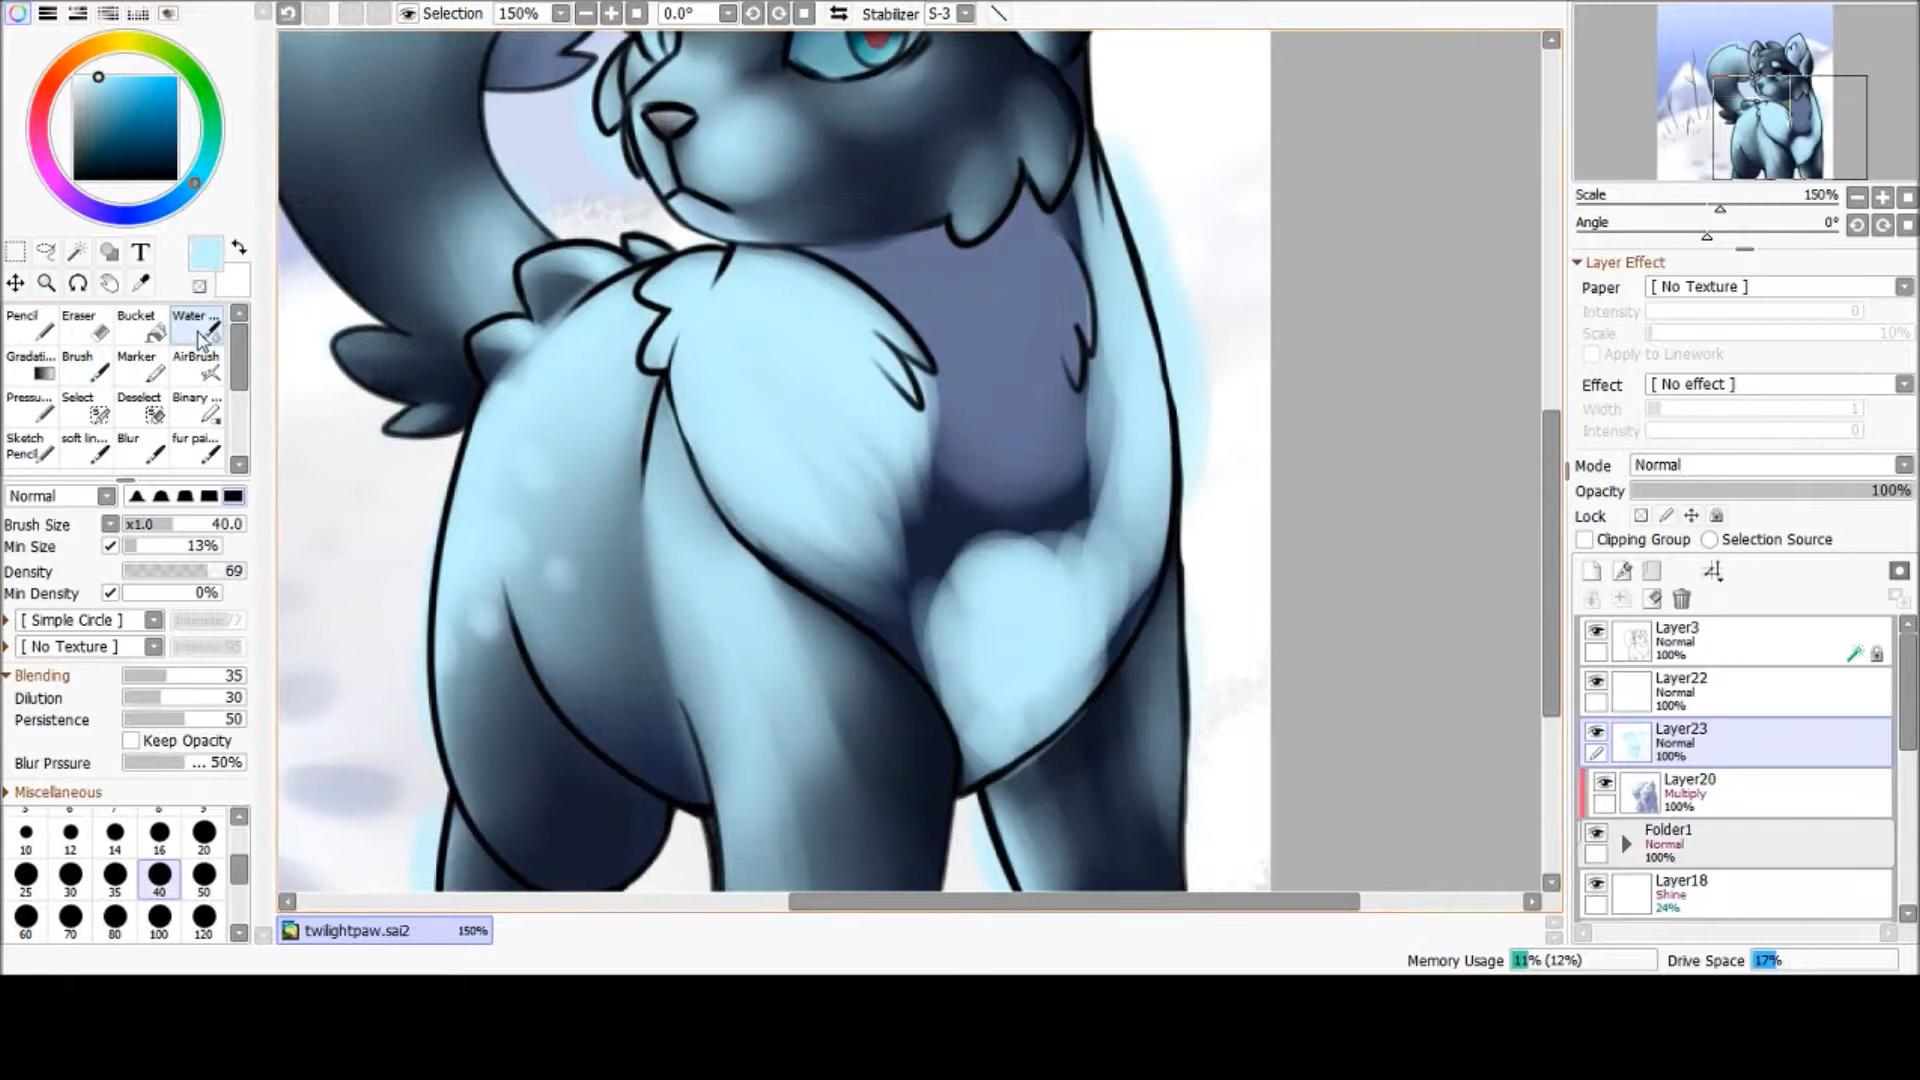 Selection 150% 0.0° Stabilizer S-3
T
Pencil Eraser Bucket Water ...
Gradati... Brush Marker AirBrush
Pressu... Select Deselect Binary ...
Sketch Pencil soft lin... Blur fur pai...
Normal
Brush Size x1.0 40.0
Min Size 13%
Density 69
Min Density 0%
[ Simple Circle ]
[ No Texture ]
Blending 35
Dilution 30
Persistence 50
Keep Opacity
Blur Prssure ... 50%
Miscellaneous
10 12 14 16 20
25 30 35 40 50
60 70 80 100 120
twilightpaw.sai2 150%
Scale 150%
Angle 0°
Layer Effect
Paper [ No Texture ]
Intensity 0
Scale 10%
Apply to Linework
Effect [ No effect ]
Width 1
Intensity 0
Mode Normal
Opacity 100%
Lock
Clipping Group Selection Source
Layer3
Normal
100%
Layer22
Normal
100%
Layer23
Normal
100%
Layer20
Multiply
100%
Folder1
Normal
100%
Layer18
Shine
24%
Memory Usage 11% (12%) Drive Space 17%